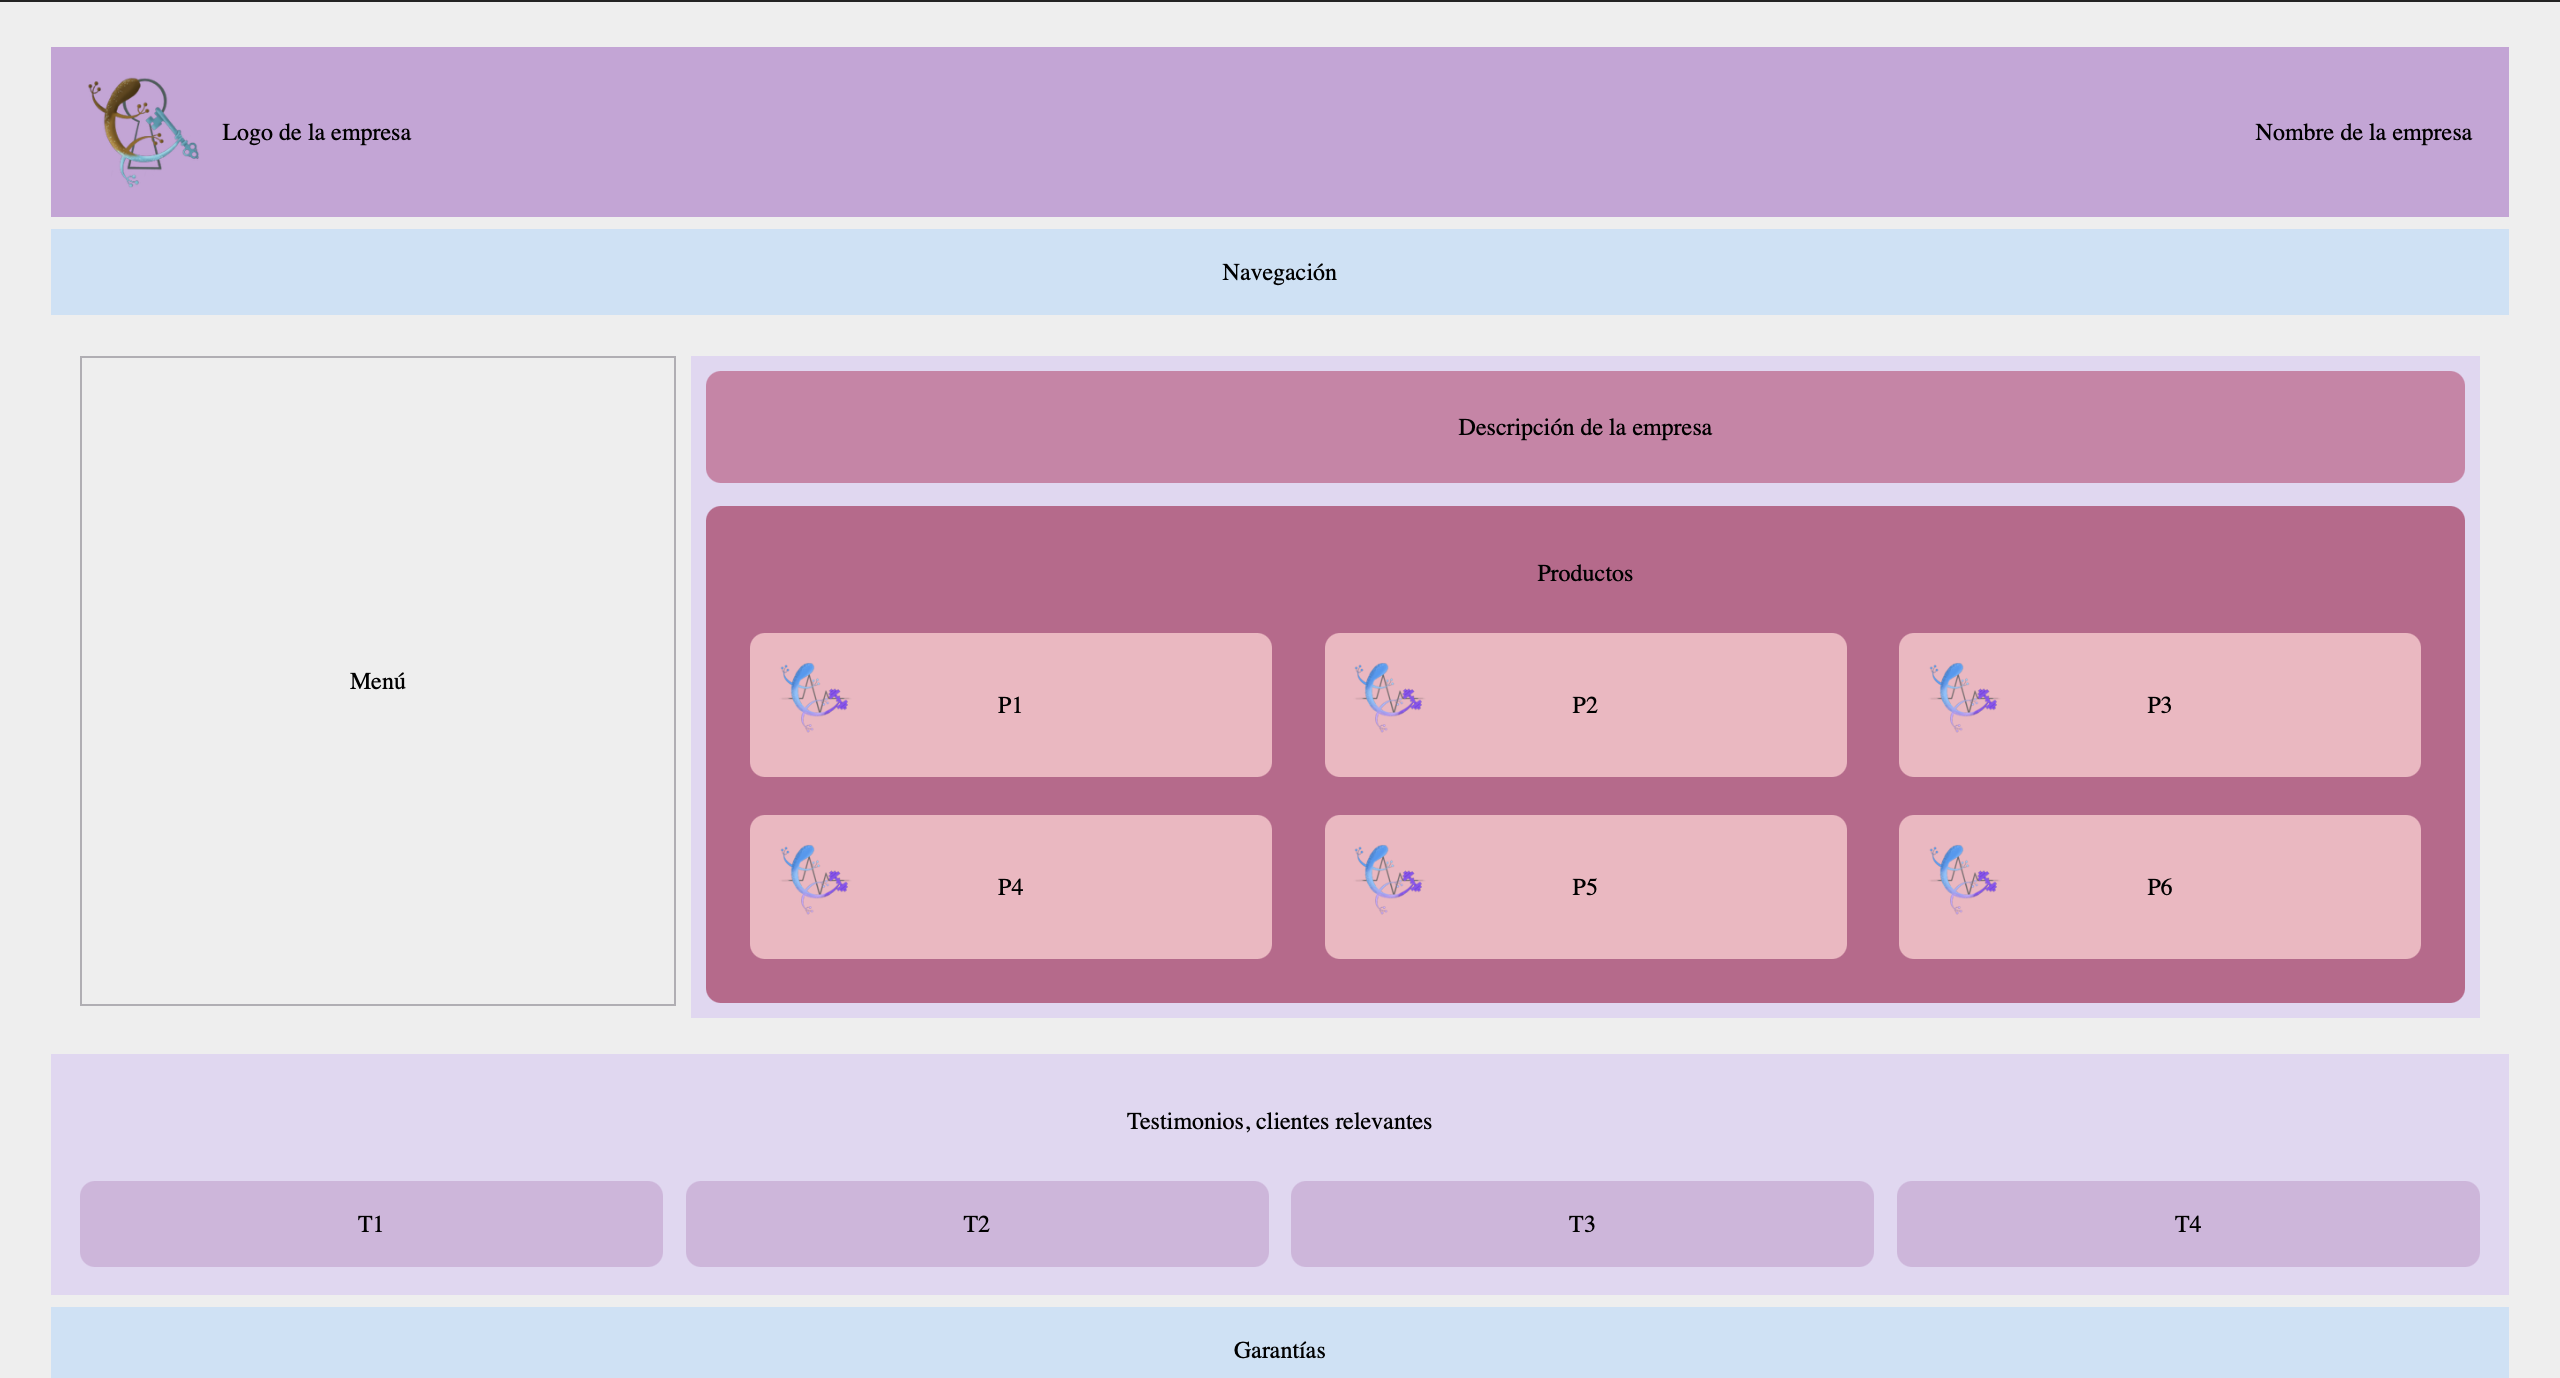 Logo de la empresa
Nombre de la empresa
Navegación
Menú
Descripción de la empresa
Productos
P1
P2
P3
P4
P5
P6
Testimonios, clientes relevantes
T1
T2
T3
T4
Garantías